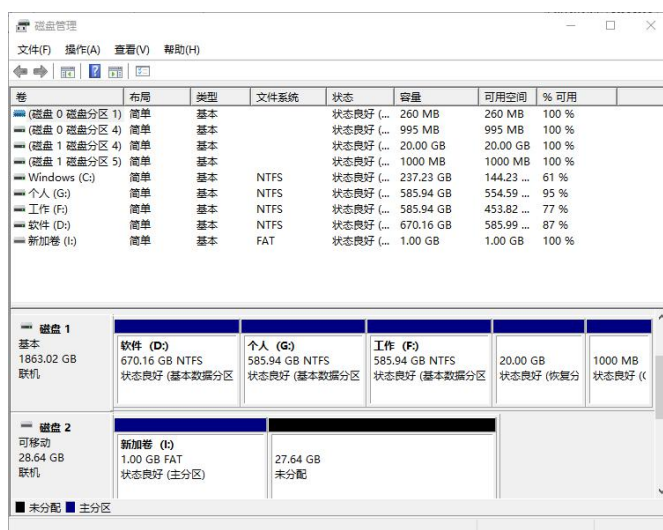 磁盘管理
文件(F) 操作(A) 查看(V) 帮助(H)
卷 布局 类型 文件系统 状态 容量 可用空间 % 可用
(磁盘 0 磁盘分区 1) 简单 基本 状态良好 (... 260 MB 260 MB 100 %
(磁盘 0 磁盘分区 4) 简单 基本 状态良好 (... 995 MB 995 MB 100 %
(磁盘 1 磁盘分区 4) 简单 基本 状态良好 (... 20.00 GB 20.00 GB 100 %
(磁盘 1 磁盘分区 5) 简单 基本 状态良好 (... 1000 MB 1000 MB 100 %
Windows (C:) 简单 基本 NTFS 状态良好 (... 237.23 GB 144.23 ... 61 %
个人 (G:) 简单 基本 NTFS 状态良好 (... 585.94 GB 554.59 ... 95 %
工作 (F:) 简单 基本 NTFS 状态良好 (... 585.94 GB 453.82 ... 77 %
软件 (D:) 简单 基本 NTFS 状态良好 (... 670.16 GB 585.99 ... 87 %
新加卷 (I:) 简单 基本 FAT 状态良好 (... 1.00 GB 1.00 GB 100 %
磁盘 1
基本
1863.02 GB
联机
软件 (D:)
670.16 GB NTFS
状态良好 (基本数据分区
个人 (G:)
585.94 GB NTFS
状态良好 (基本数据分区
工作 (F:)
585.94 GB NTFS
状态良好 (基本数据分区
20.00 GB
状态良好 (恢复分
1000 MB
状态良好 (
磁盘 2
可移动
28.64 GB
联机
新加卷 (I:)
1.00 GB FAT
状态良好 (主分区)
27.64 GB
未分配
未分配 主分区